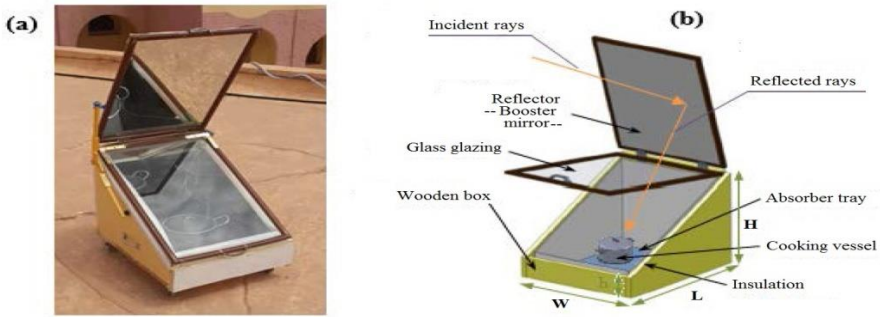 (a)
(b)
Incident rays
Reflected rays
Reflector
-- Booster
mirror--
Glass glazing
Wooden box
Absorber tray
H
Cooking vessel
Insulation
h
L
W